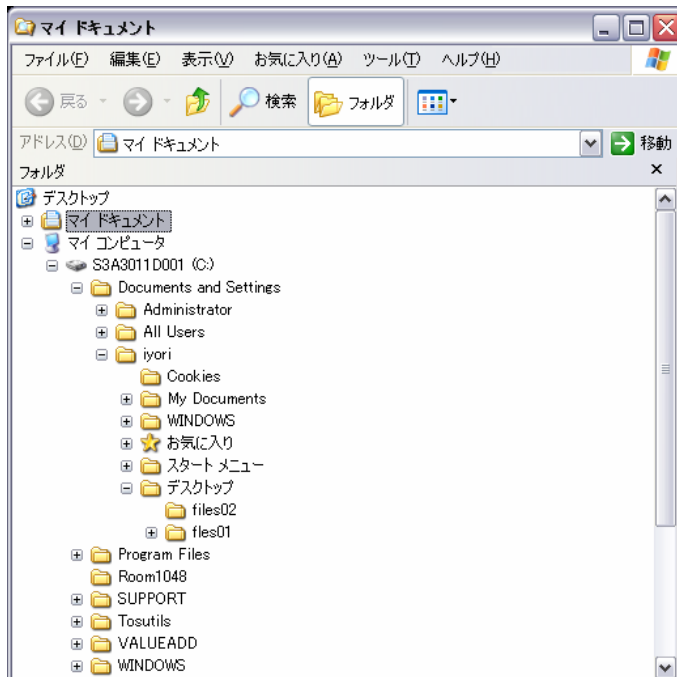 マイ ドキュメント
ファイル(F) 編集(E) 表示(V) お気に入り(A) ツール(T) ヘルプ(H)
戻る 検索 フォルダ
アドレス(D) マイ ドキュメント 移動
フォルダ
デスクトップ
マイ ドキュメント
マイ コンピュータ
S3A3011D001 (C:)
Documents and Settings
Administrator
All Users
iyori
Cookies
My Documents
WINDOWS
お気に入り
スタート メニュー
デスクトップ
files02
fles01
Program Files
Room1048
SUPPORT
Tosutils
VALUEADD
WINDOWS